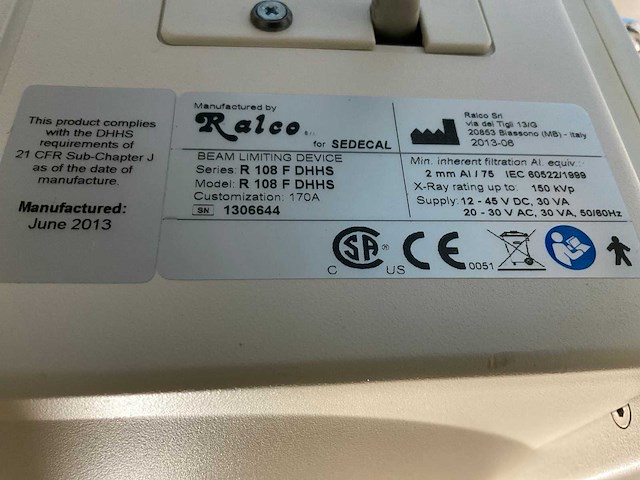 This product complies
with the DHHS
requirements of
21 CFR Sub-Chapter J
as of the date of
manufacture.
Manufactured:
June 2013
Manufactured by
Ralco
for SEDECAL
BEAM LIMITING DEVICE
Series: R 108 F DHHS
Model: R 108 F DHHS
Customization: 170A
SN 1306644
Ralco Srl
via dei Tigli 13/G
20853 Biassono (MB) - Italy
2013-06
Min. inherent filtration Al. equiv.:
2 mm Al / 75 IEC 60522/1999
X-Ray rating up to: 150 kVp
Supply: 12 - 45 V DC, 30 VA
20 - 30 V AC, 30 VA, 50/60Hz
C SA ® US
CE 0051